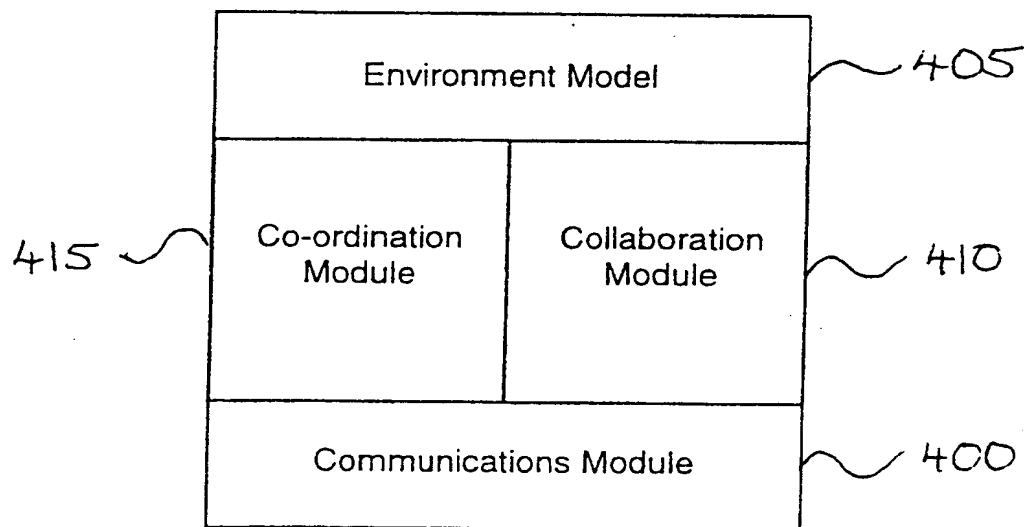 Environment Model
405
Co-ordination
Module
Collaboration
Module
415
410
Communications Module
400